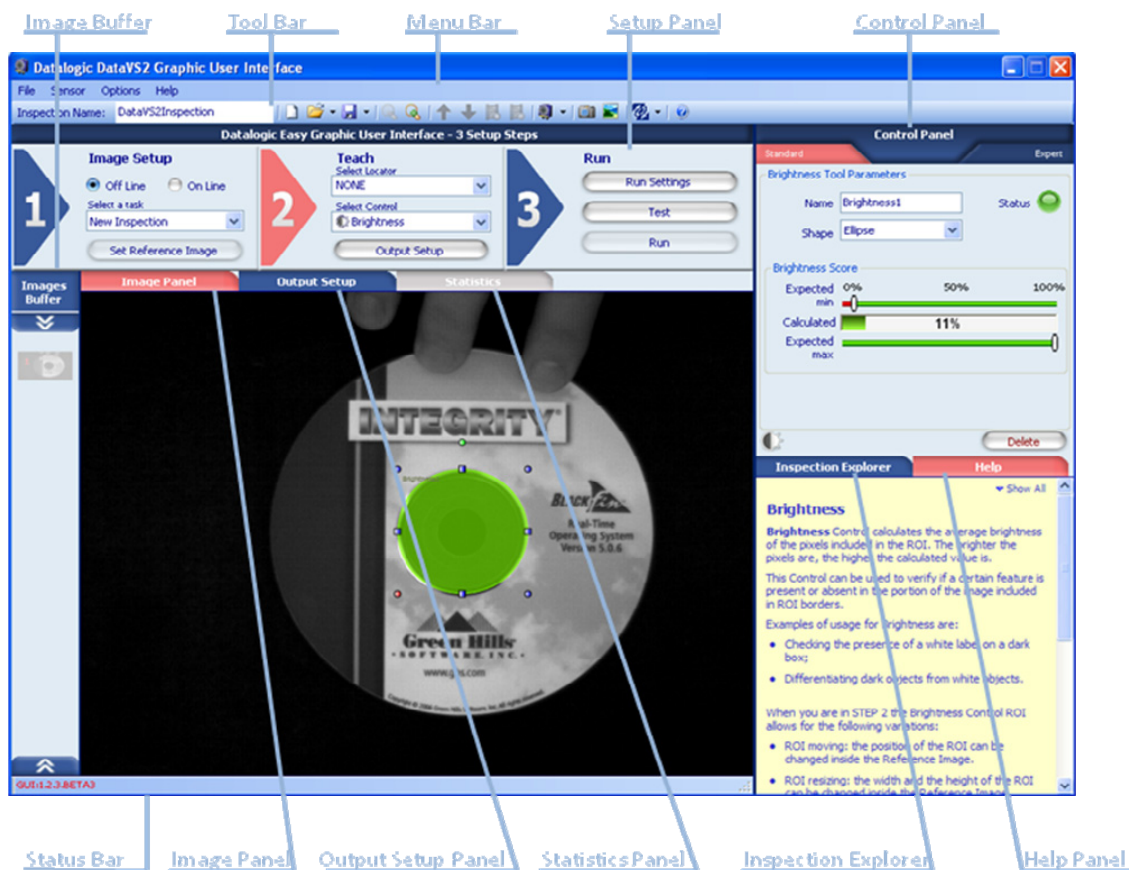 Image Buffer Tool Bar Menu Bar Setup Panel Control Panel
Datalogic DataVS2 Graphic User Interface
File Sensor Options Help
Inspection Name: DataVS2Inspection
Datalogic Easy Graphic User Interface - 3 Setup Steps
1
Image Setup
Off Line On Line
Select a task
New Inspection
Set Reference Image
2
Teach
Select Locator
NONE
Select Control
Brightness
Output Setup
3
Run
Run Settings
Test
Run
Control Panel
Standard Expert
Brightness Tool Parameters
Name Brightness1 Status
Shape Ellipse
Brightness Score
Expected min 0% 50% 100%
Calculated 11%
Expected max
Delete
Images Buffer
Image Panel Output Setup Statistics
INTEGRITY
Real-Time
Operating System
Version 5.0.6
Green Hills
SOFTWARE, INC.
www.ghs.com
Inspection Explorer Help
Show All
Brightness
Brightness Control calculates the average brightness
of the pixels included in the ROI. The brighter the
pixels are, the higher the calculated value is.
This Control can be used to verify if a certain feature is
present or absent in the portion of the image included
in ROI borders.
Examples of usage for Brightness are:
• Checking the presence of a white label on a dark
box;
• Differentiating dark objects from white objects.
When you are in STEP 2 the Brightness Control ROI
allows for the following variations:
• ROI moving: the position of the ROI can be
changed inside the Reference Image.
• ROI resizing: the width and the height of the ROI
can be changed inside the Reference Image
GUI:1.2.3.BETA3
Status Bar Image Panel Output Setup Panel Statistics Panel Inspection Explorer Help Panel